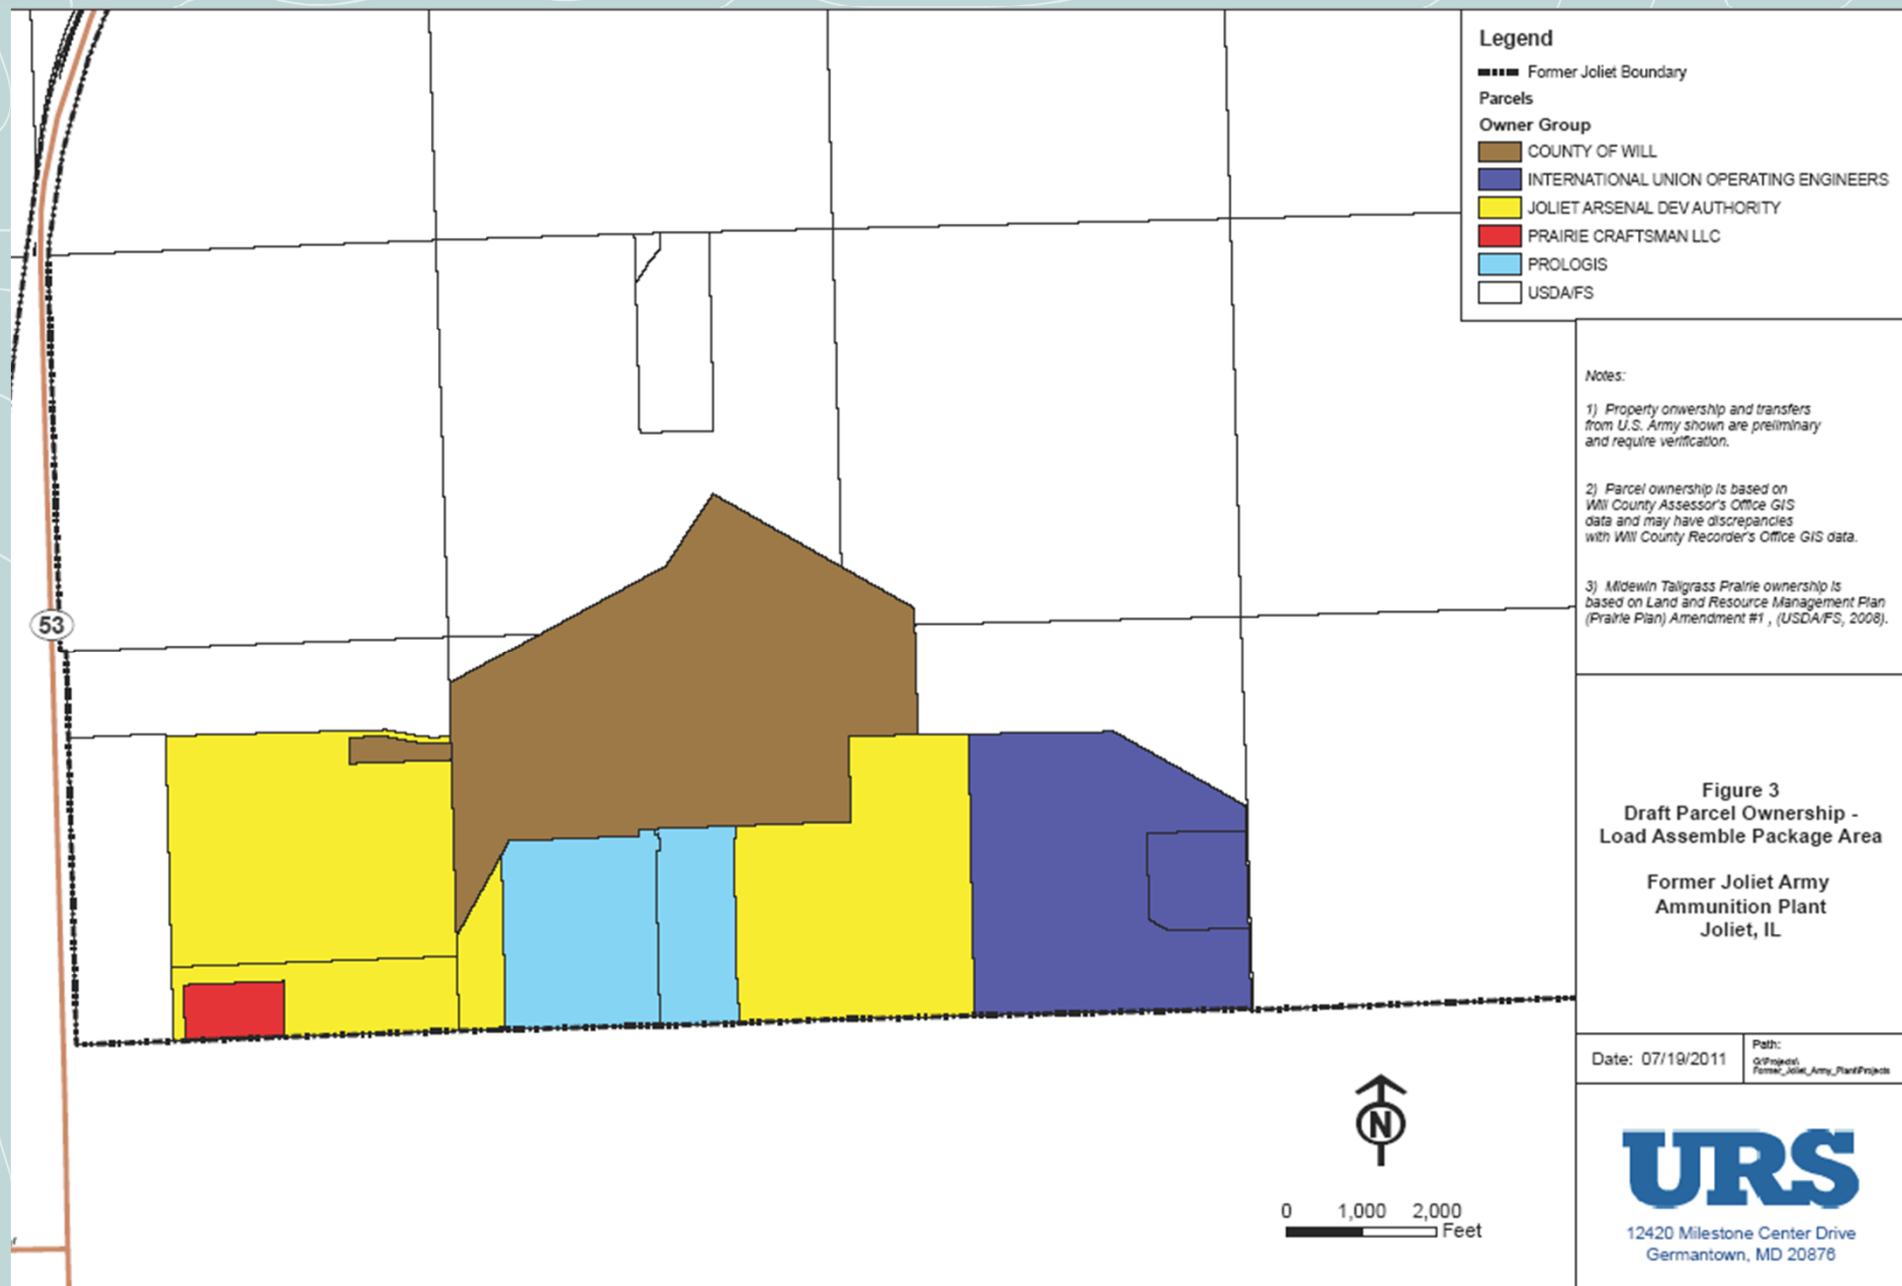 Legend
Former Joliet Boundary
Parcels
Owner Group
COUNTY OF WILL
INTERNATIONAL UNION OPERATING ENGINEERS
JOLIET ARSENAL DEV AUTHORITY
PRAIRIE CRAFTSMAN LLC
PROLOGIS
USDA/FS
Notes:
1) Property onwership and transfers
from U.S. Army shown are preliminary
and require verification.
2) Parcel ownership is based on
Will County Assessor's Office GIS
data and may have discrepancies
with Will County Recorder's Office GIS data.
3) Midewin Tallgrass Prairie ownership is
based on Land and Resource Management Plan
(Prairie Plan) Amendment #1 , (USDA/FS, 2008).
53
Figure 3
Draft Parcel Ownership -
Load Assemble Package Area
Former Joliet Army
Ammunition Plant
Joliet, IL
Date: 07/19/2011
Path:
G:\Projects\
Former_Joliet_Army_Plant\Projects
N
0 1,000 2,000
Feet
URS
12420 Milestone Center Drive
Germantown, MD 20876